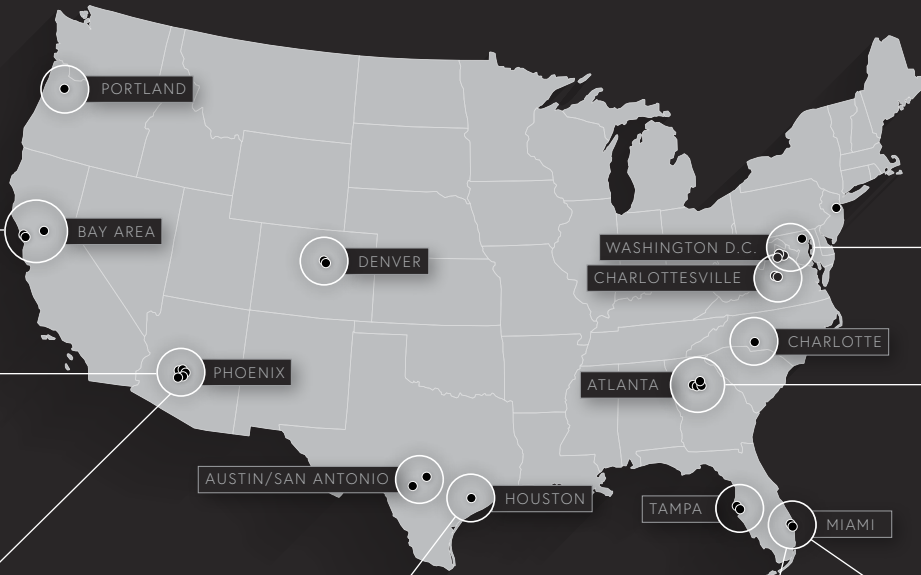 PORTLAND
BAY AREA
WASHINGTON D.C.
DENVER
CHARLOTTESVILLE
CHARLOTTE
PHOENIX
ATLANTA
AUSTIN/SAN ANTONIO
HOUSTON
TAMPA
MIAMI